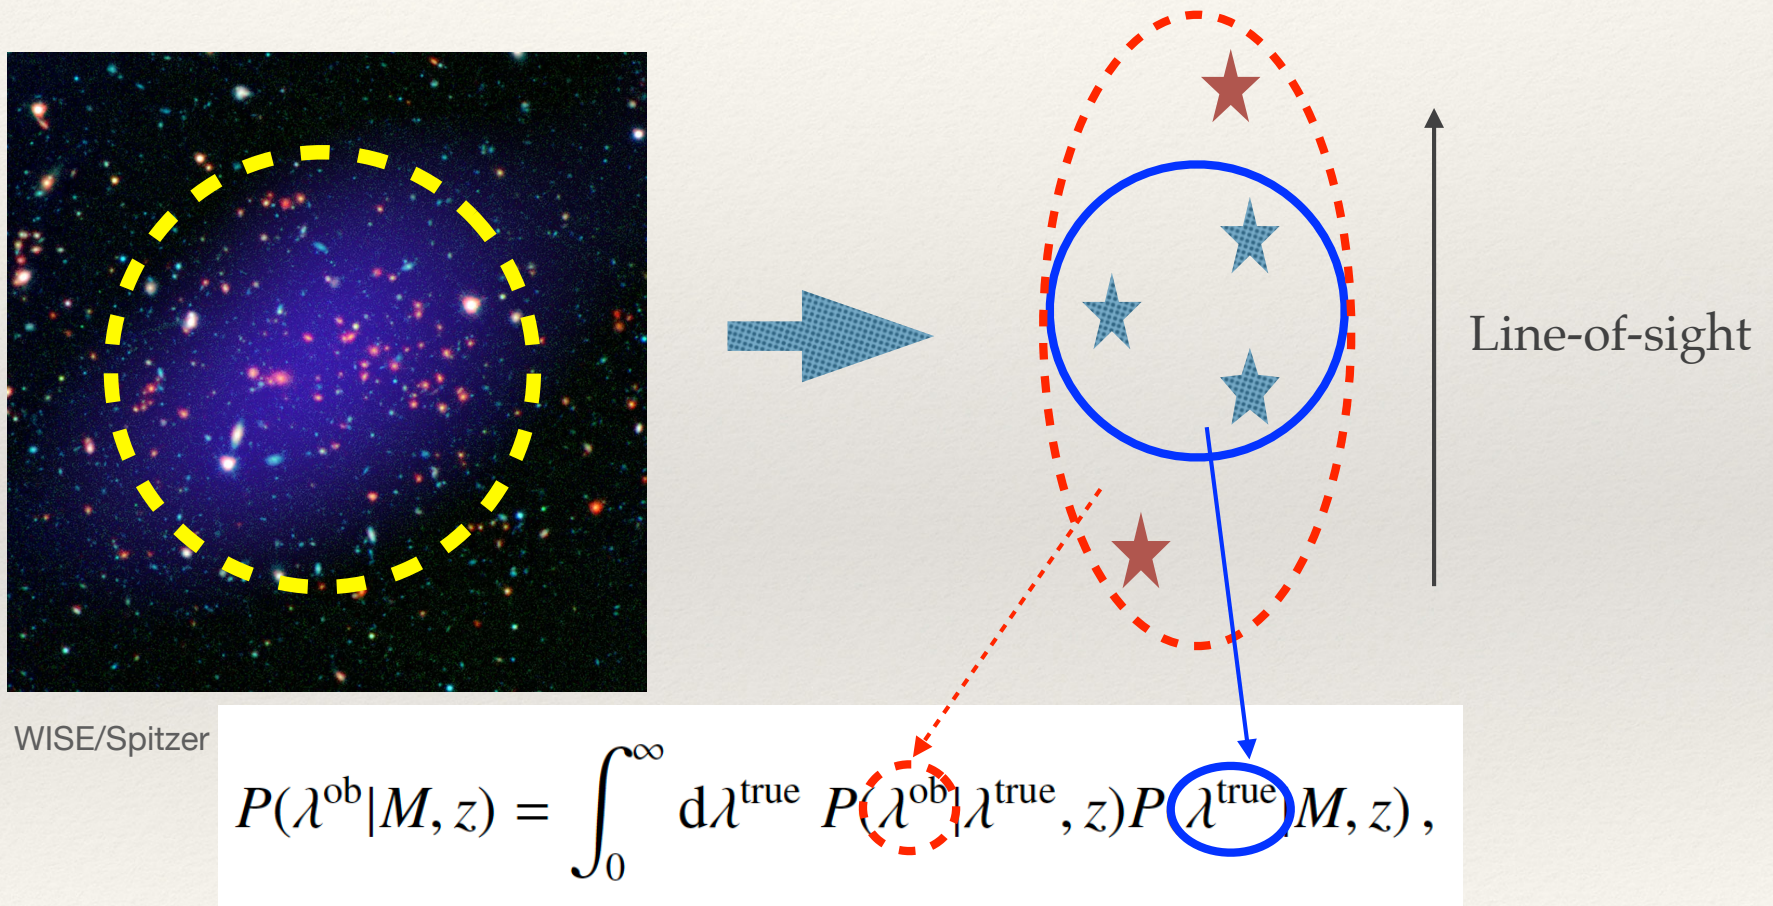 Line-of-sight
WISE/Spitzer
P(λ^ob|M, z) = ∫_0^∞ dλ^true P(λ^ob|λ^true, z)P(λ^true|M, z) ,